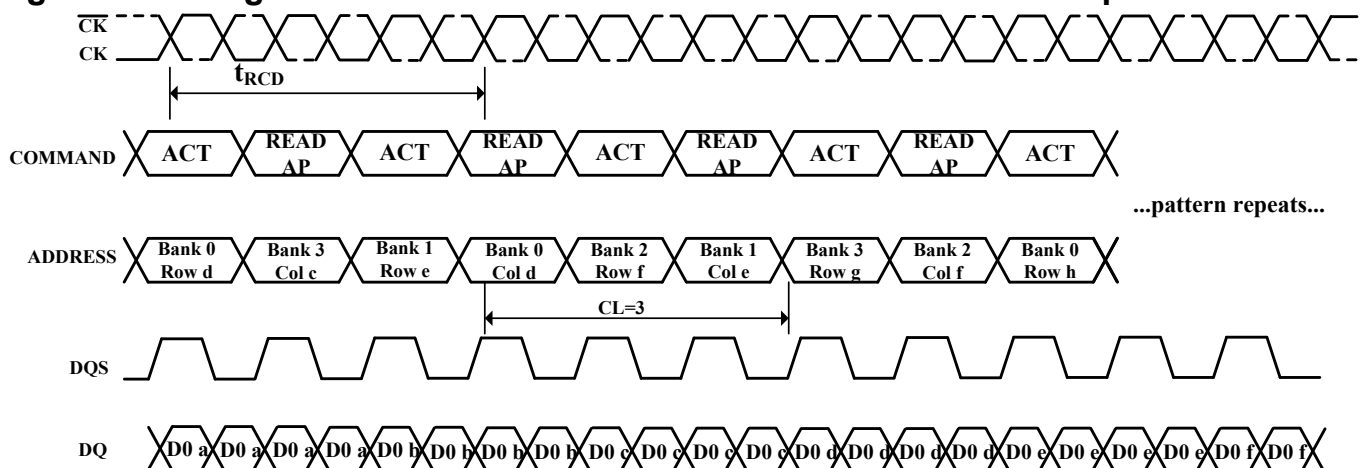 CK
CK
tRCD
COMMAND ACT READ AP ACT READ AP ACT READ AP ACT READ AP ACT
...pattern repeats...
ADDRESS Bank 0 Row d Bank 3 Col c Bank 1 Row e Bank 0 Col d Bank 2 Row f Bank 1 Col e Bank 3 Row g Bank 2 Col f Bank 0 Row h
CL=3
DQS
DQ D0 a D0 a D0 a D0 a D0 b D0 b D0 b D0 b D0 c D0 c D0 c D0 c D0 d D0 d D0 d D0 d D0 e D0 e D0 e D0 e D0 f D0 f